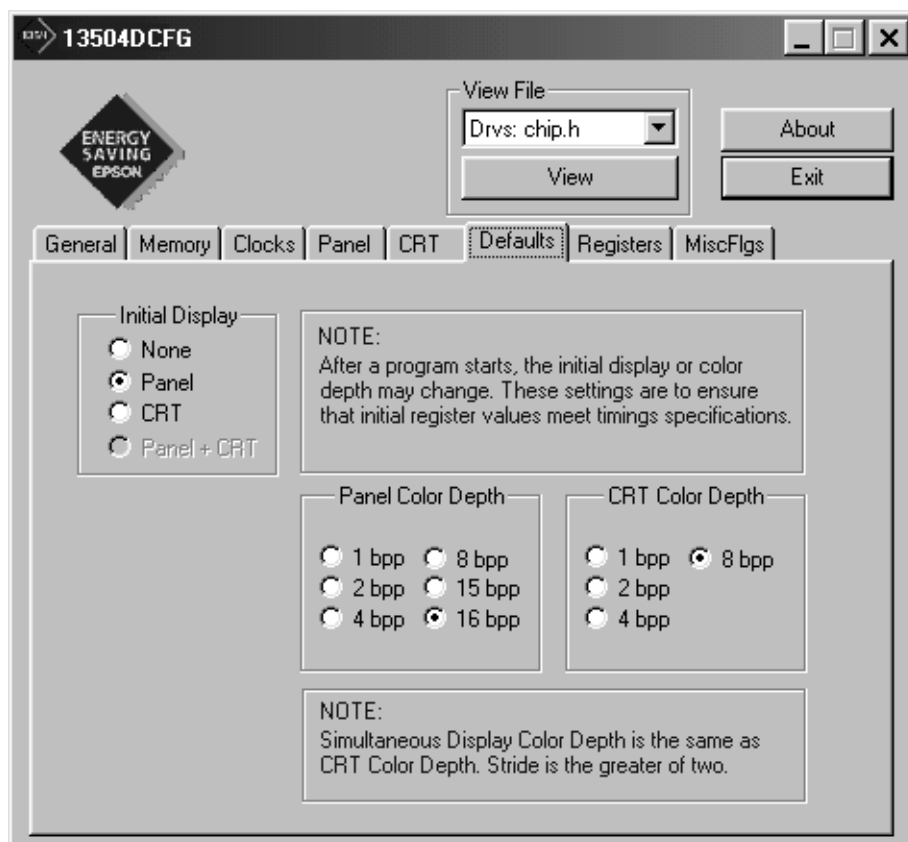 13504DCFG
ENERGY
SAVING
EPSON
View File
Drvs: chip.h
View
About
Exit
General Memory Clocks Panel CRT Defaults Registers MiscFlgs
Initial Display
None
Panel
CRT
Panel + CRT
NOTE:
After a program starts, the initial display or color
depth may change. These settings are to ensure
that initial register values meet timings specifications.
Panel Color Depth
1 bpp 8 bpp
2 bpp 15 bpp
4 bpp 16 bpp
CRT Color Depth
1 bpp 8 bpp
2 bpp
4 bpp
NOTE:
Simultaneous Display Color Depth is the same as
CRT Color Depth. Stride is the greater of two.